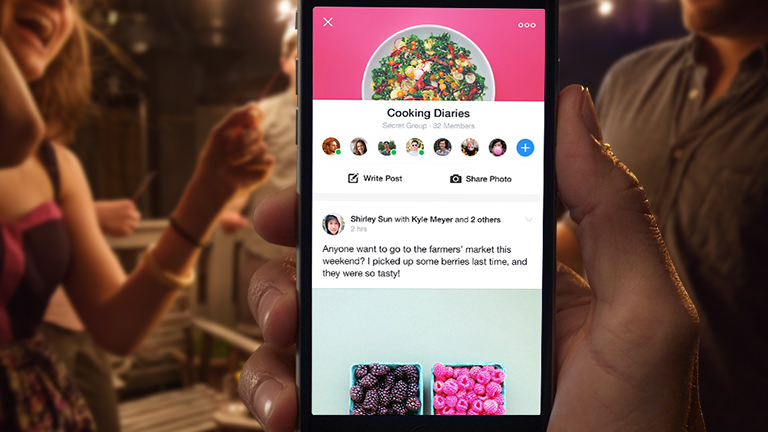 Cooking Diaries
Secret Group · 32 Members
Write Post
Share Photo
Shirley Sun with Kyle Meyer and 2 others
2 hrs
Anyone want to go to the farmers' market this
weekend? I picked up some berries last time, and
they were so tasty!